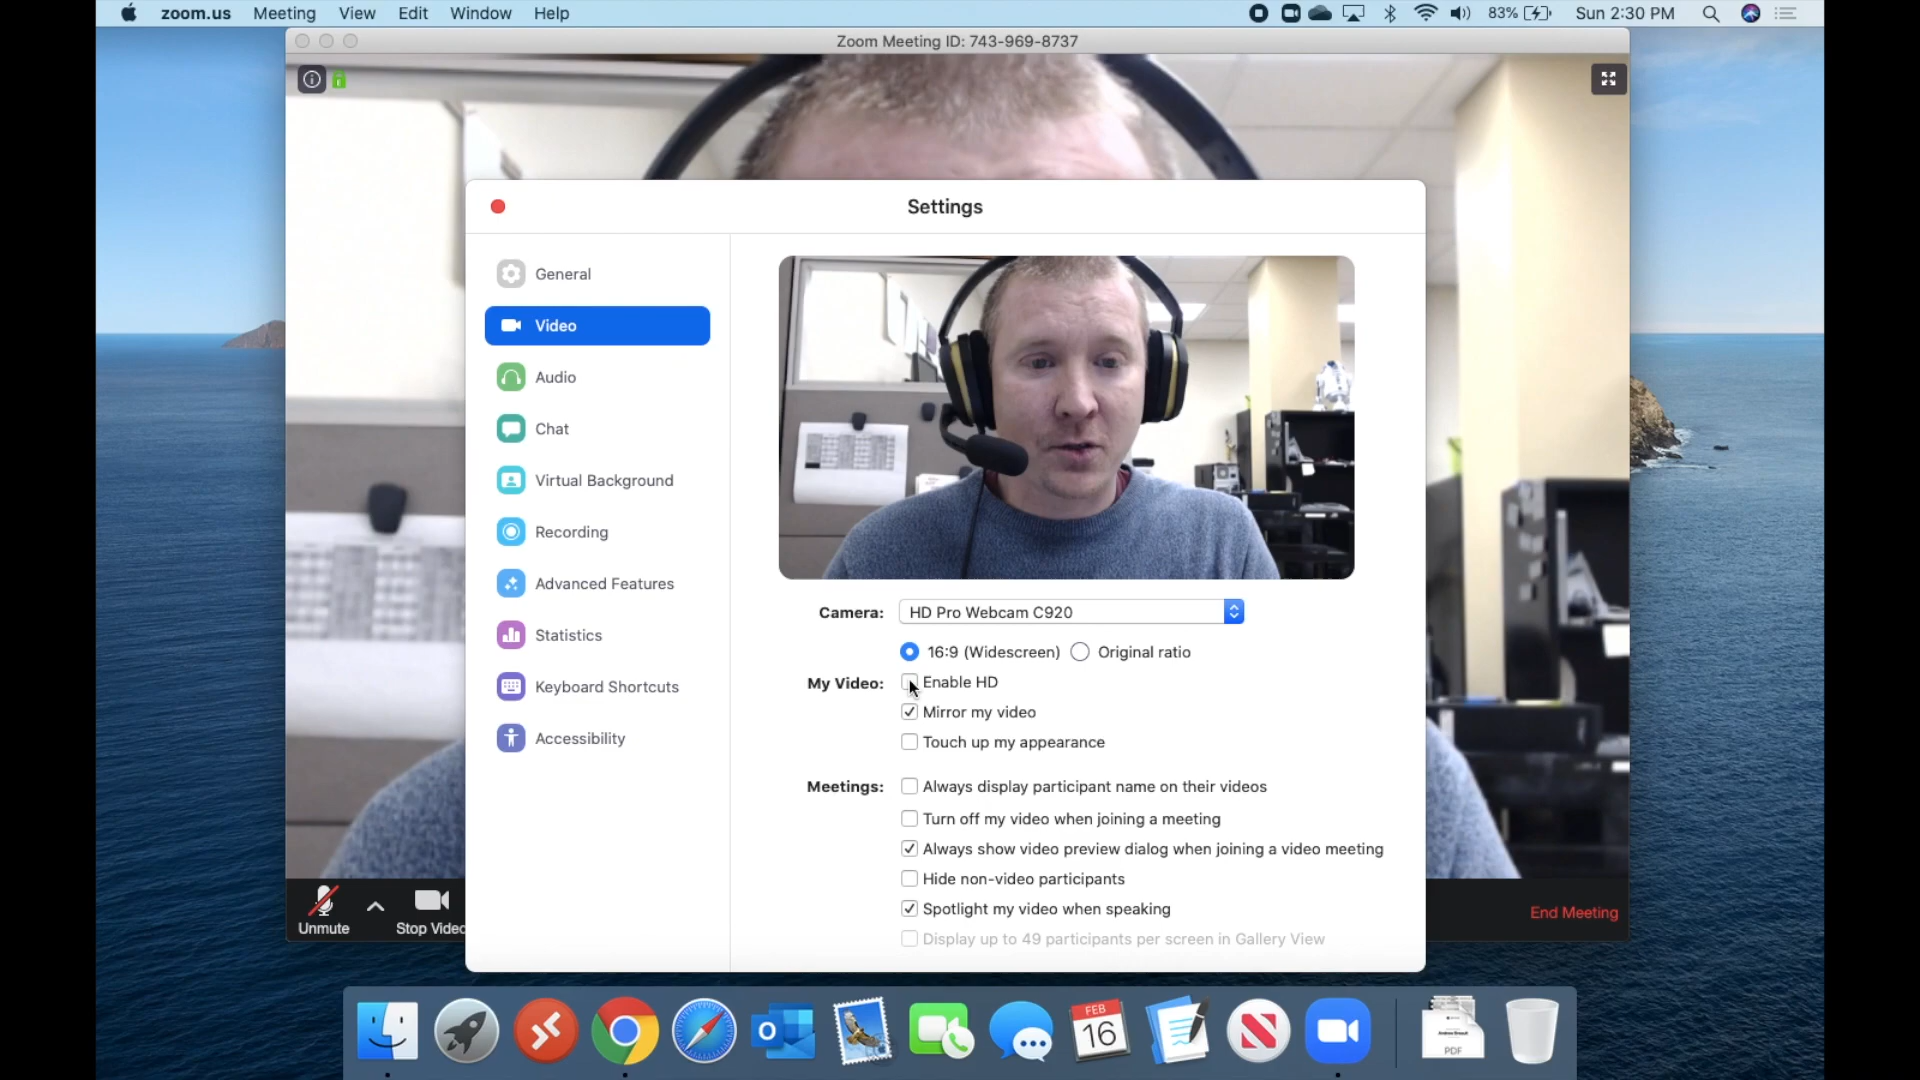 zoom.us Meeting View Edit Window Help 83% Sun 2:30 PM
Zoom Meeting ID: 743-969-8737
Settings
General
Video
Audio
Chat
Virtual Background
Recording
Advanced Features
Statistics
Keyboard Shortcuts
Accessibility
Camera: HD Pro Webcam C920
16:9 (Widescreen) Original ratio
My Video: Enable HD
Mirror my video
Touch up my appearance
Meetings: Always display participant name on their videos
Turn off my video when joining a meeting
Always show video preview dialog when joining a video meeting
Hide non-video participants
Spotlight my video when speaking
Display up to 49 participants per screen in Gallery View
Unmute Stop Video End Meeting
FEB
16
PDF